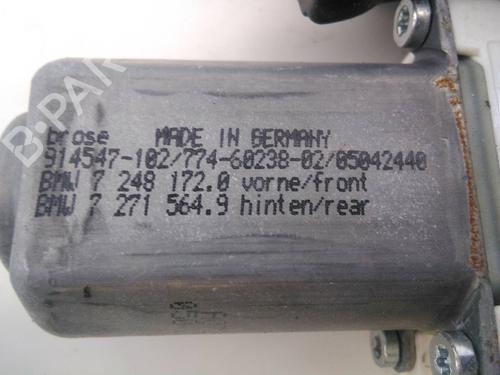 B-PARTS
brose MADE IN GERMANY
914547-102/774-60238-02/05042440
BMW 7 248 172.0 vorne/front
BMW 7 271 564.9 hinten/rear